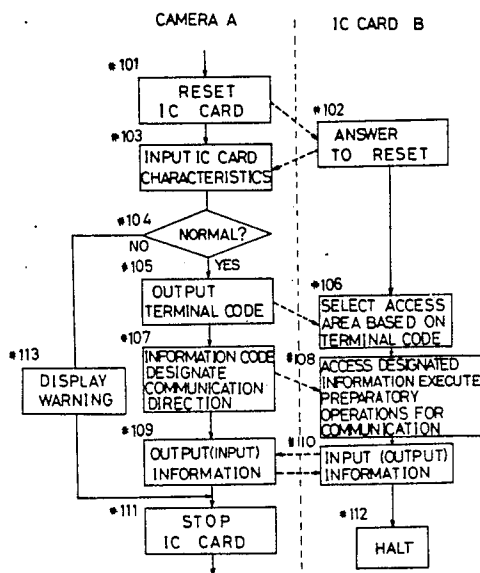 CAMERA A
IC CARD B
#101
RESET
IC CARD
#102
ANSWER
TO RESET
#103
INPUT IC CARD
CHARACTERISTICS
#104
NORMAL?
NO
YES
#105
OUTPUT
TERMINAL CODE
#106
SELECT ACCESS
AREA BASED ON
TERMINAL CODE
#107
INFORMATION CODE
DESIGNATE
COMMUNICATION
DIRECTION
#108
ACCESS DESIGNATED
INFORMATION EXECUTE
PREPARATORY
OPERATIONS FOR
COMMUNICATION
#113
DISPLAY
WARNING
#109
OUTPUT(INPUT)
INFORMATION
#110
INPUT (OUTPUT)
INFORMATION
#111
STOP
IC CARD
#112
HALT